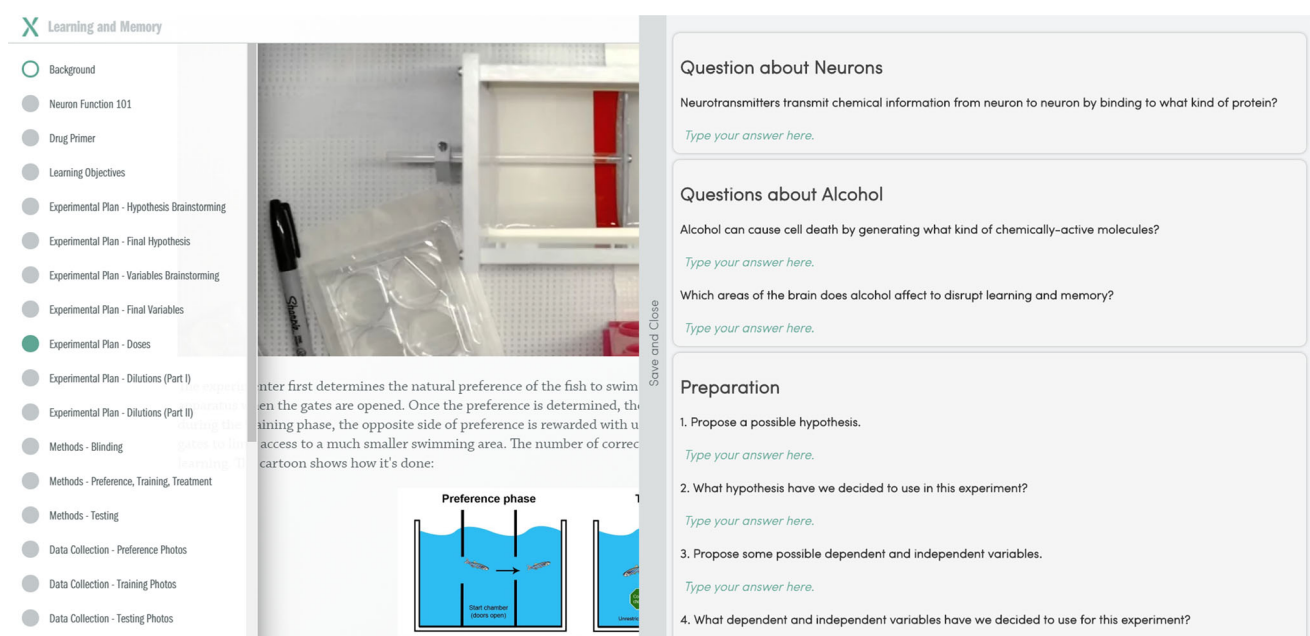 Learning and Memory
Background
Neuron Function 101
Drug Primer
Learning Objectives
Experimental Plan - Hypothesis Brainstorming
Experimental Plan - Final Hypothesis
Experimental Plan - Variables Brainstorming
Experimental Plan - Final Variables
Experimental Plan - Doses
Experimental Plan - Dilutions (Part I)
Experimental Plan - Dilutions (Part II)
Methods - Blinding
Methods - Preference, Training, Treatment
Methods - Testing
Data Collection - Preference Photos
Data Collection - Training Photos
Data Collection - Testing Photos
Sharpie
enter first determines the natural preference of the fish to swim
en the gates are opened. Once the preference is determined, the
aining phase, the opposite side of preference is rewarded with u
access to a much smaller swimming area. The number of correc
learning. The cartoon shows how it's done:
Preference phase
T
Start chamber
(doors open)
Save and Close
Question about Neurons
Neurotransmitters transmit chemical information from neuron to neuron by binding to what kind of protein?
Type your answer here.
Questions about Alcohol
Alcohol can cause cell death by generating what kind of chemically-active molecules?
Type your answer here.
Which areas of the brain does alcohol affect to disrupt learning and memory?
Type your answer here.
Preparation
1. Propose a possible hypothesis.
Type your answer here.
2. What hypothesis have we decided to use in this experiment?
Type your answer here.
3. Propose some possible dependent and independent variables.
Type your answer here.
4. What dependent and independent variables have we decided to use for this experiment?